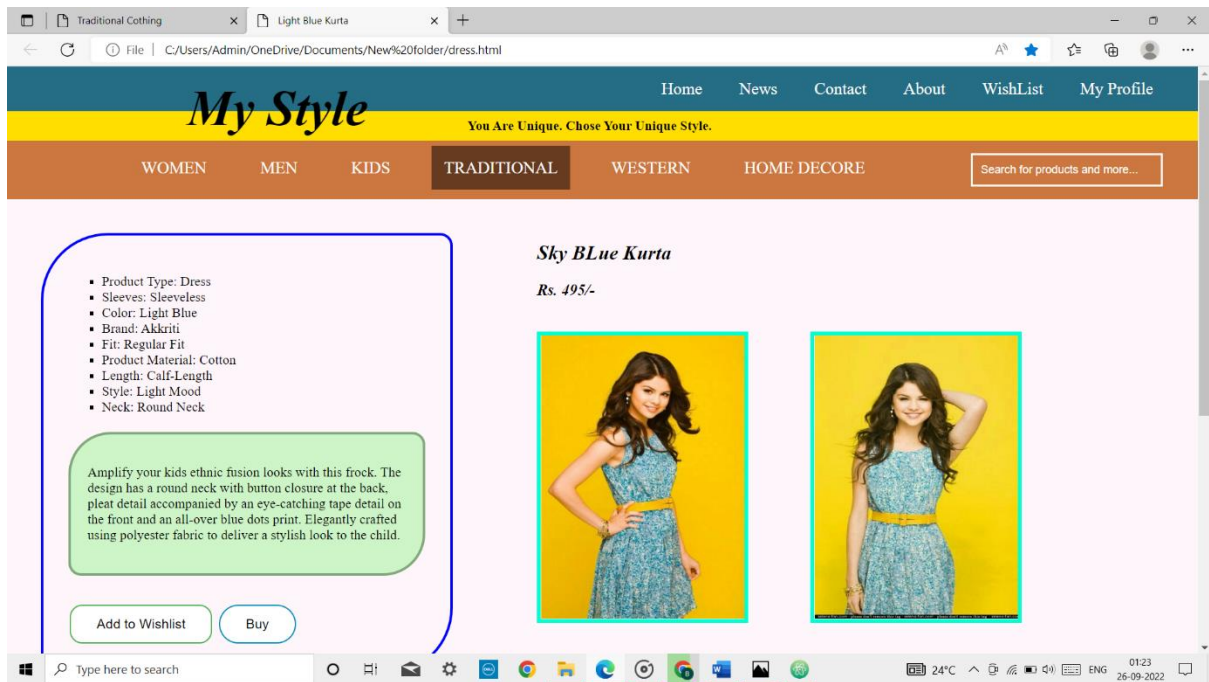 Traditional Cothing
Light Blue Kurta
File | C:/Users/Admin/OneDrive/Documents/New%20folder/dress.html
My Style
Home News Contact About WishList My Profile
You Are Unique. Chose Your Unique Style.
WOMEN MEN KIDS TRADITIONAL WESTERN HOME DECORE Search for products and more...
Product Type: Dress
Sleeves: Sleeveless
Color: Light Blue
Brand: Akkriti
Fit: Regular Fit
Product Material: Cotton
Length: Calf-Length
Style: Light Mood
Neck: Round Neck
Amplify your kids ethnic fusion looks with this frock. The
design has a round neck with button closure at the back,
pleat detail accompanied by an eye-catching tape detail on
the front and an all-over blue dots print. Elegantly crafted
using polyester fabric to deliver a stylish look to the child.
Add to Wishlist Buy
Sky BLue Kurta
Rs. 495/-
Type here to search
24°C ENG 01:23
26-09-2022